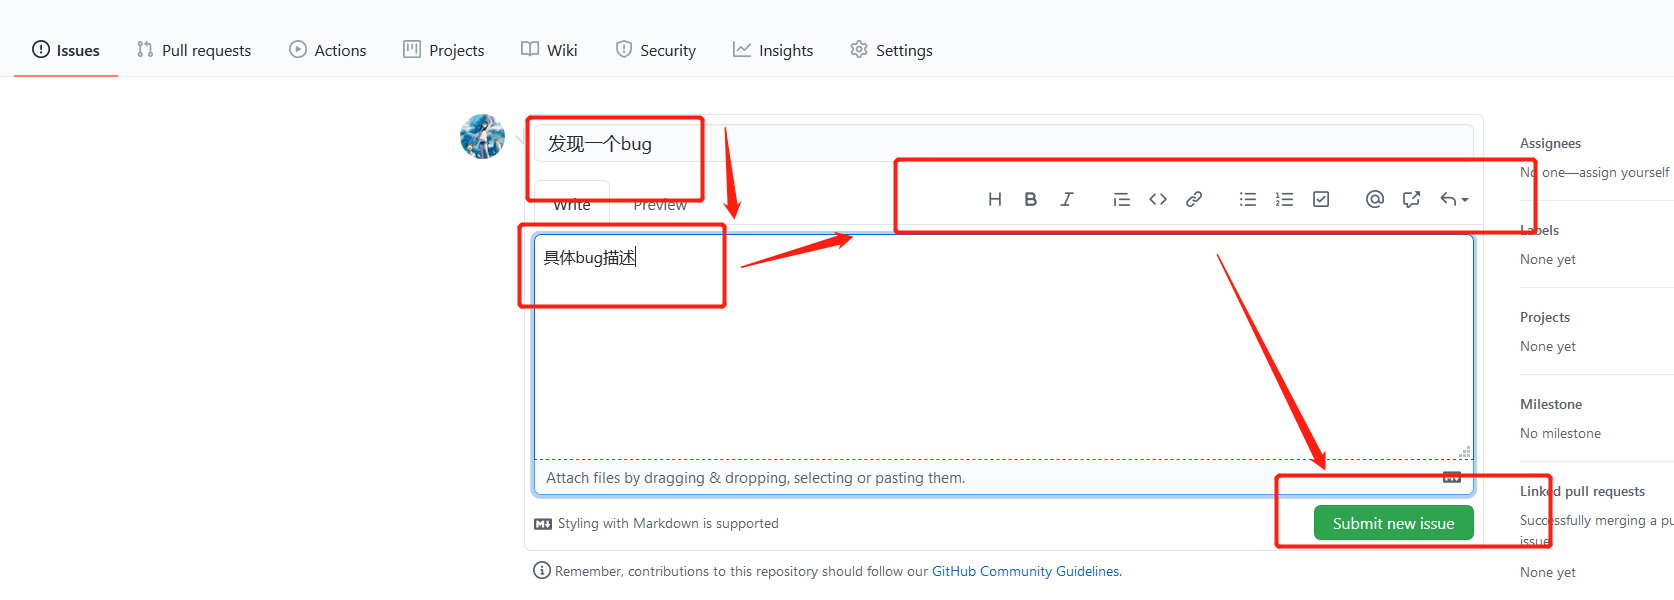 Issues Pull requests Actions Projects Wiki Security Insights Settings
发现一个bug
Write Preview
H B I
具体bug描述
Attach files by dragging & dropping, selecting or pasting them.
Styling with Markdown is supported
Submit new issue
Remember, contributions to this repository should follow our GitHub Community Guidelines.
Assignees
No one—assign yourself
Labels
None yet
Projects
None yet
Milestone
No milestone
Linked pull requests
Successfully merging a pu
issue
None yet